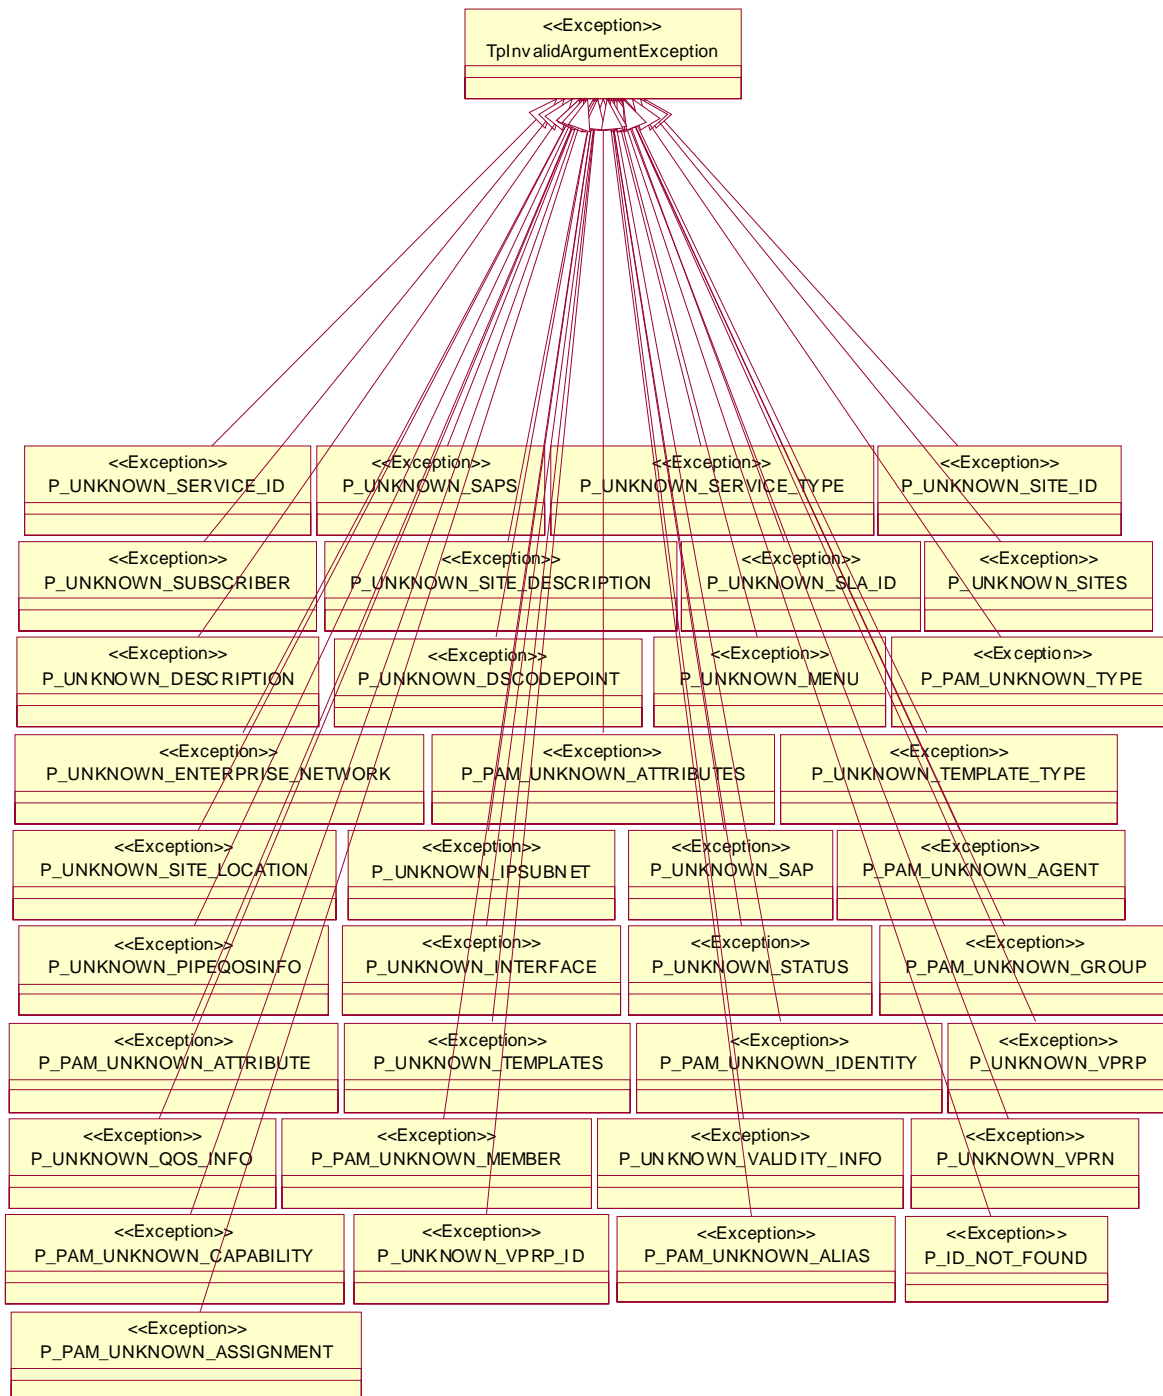 <<Exception>>
TpInvalidArgumentException
<<Exception>>
P_UNKNOWN_SERVICE_ID
<<Exception>>
P_UNKNOWN_SAPS
<<Exception>>
P_UNKNOWN_SERVICE_TYPE
<<Exception>>
P_UNKNOWN_SITE_ID
<<Exception>>
P_UNKNOWN_SUBSCRIBER
<<Exception>>
P_UNKNOWN_SITE_DESCRIPTION
<<Exception>>
P_UNKNOWN_SLA_ID
<<Exception>>
P_UNKNOWN_SITES
<<Exception>>
P_UNKNOWN_DESCRIPTION
<<Exception>>
P_UNKNOWN_DSCODEPOINT
<<Exception>>
P_UNKNOWN_MENU
<<Exception>>
P_PAM_UNKNOWN_TYPE
<<Exception>>
P_UNKNOWN_ENTERPRISE_NETWORK
<<Exception>>
P_PAM_UNKNOWN_ATTRIBUTES
<<Exception>>
P_UNKNOWN_TEMPLATE_TYPE
<<Exception>>
P_UNKNOWN_SITE_LOCATION
<<Exception>>
P_UNKNOWN_IPSUBNET
<<Exception>>
P_UNKNOWN_SAP
<<Exception>>
P_PAM_UNKNOWN_AGENT
<<Exception>>
P_UNKNOWN_PIPEQOSINFO
<<Exception>>
P_UNKNOWN_INTERFACE
<<Exception>>
P_UNKNOWN_STATUS
<<Exception>>
P_PAM_UNKNOWN_GROUP
<<Exception>>
P_PAM_UNKNOWN_ATTRIBUTE
<<Exception>>
P_UNKNOWN_TEMPLATES
<<Exception>>
P_PAM_UNKNOWN_IDENTITY
<<Exception>>
P_UNKNOWN_VPRP
<<Exception>>
P_UNKNOWN_QOS_INFO
<<Exception>>
P_PAM_UNKNOWN_MEMBER
<<Exception>>
P_UNKNOWN_VALIDITY_INFO
<<Exception>>
P_UNKNOWN_VPRN
<<Exception>>
P_PAM_UNKNOWN_CAPABILITY
<<Exception>>
P_UNKNOWN_VPRP_ID
<<Exception>>
P_PAM_UNKNOWN_ALIAS
<<Exception>>
P_ID_NOT_FOUND
<<Exception>>
P_PAM_UNKNOWN_ASSIGNMENT